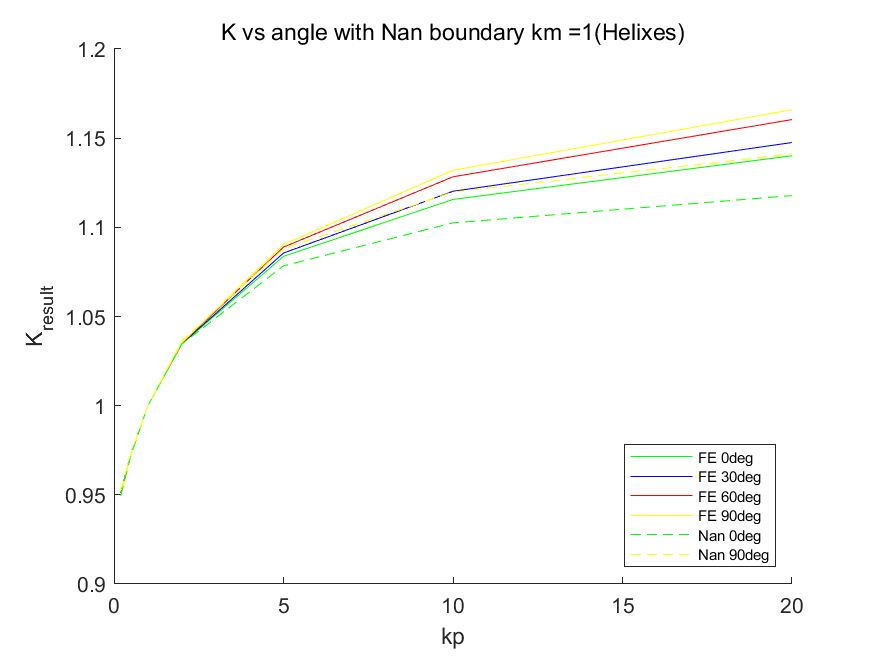 K vs angle with Nan boundary km =1(Helixes)
1.2
1.15
1.1
1.05
1
0.95
0.9
K_result
0
5
10
15
20
kp
FE 0deg
FE 30deg
FE 60deg
FE 90deg
Nan 0deg
Nan 90deg